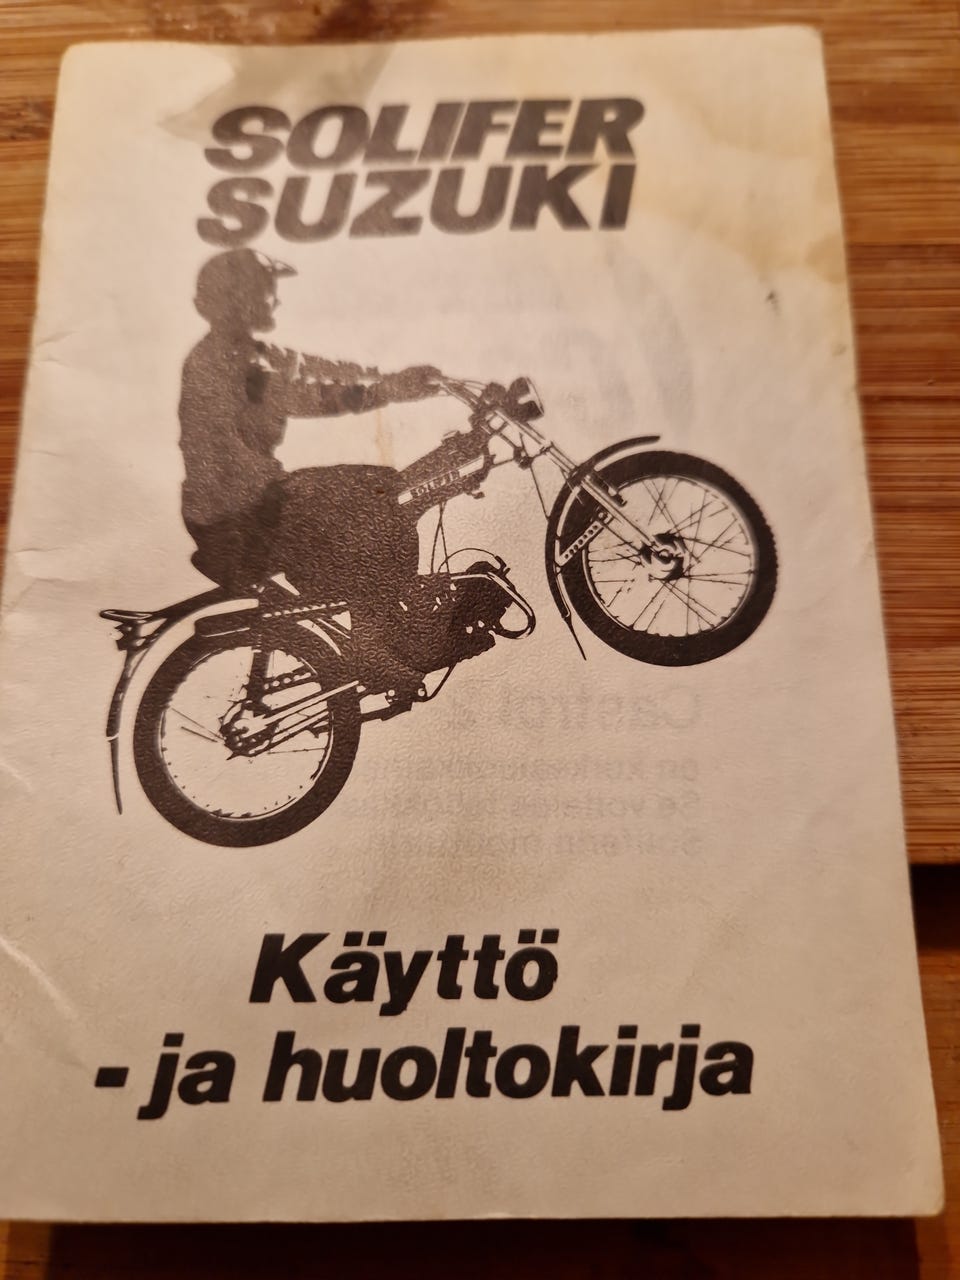 SOLIFER
SUZUKI
Käyttö
- ja huoltokirja